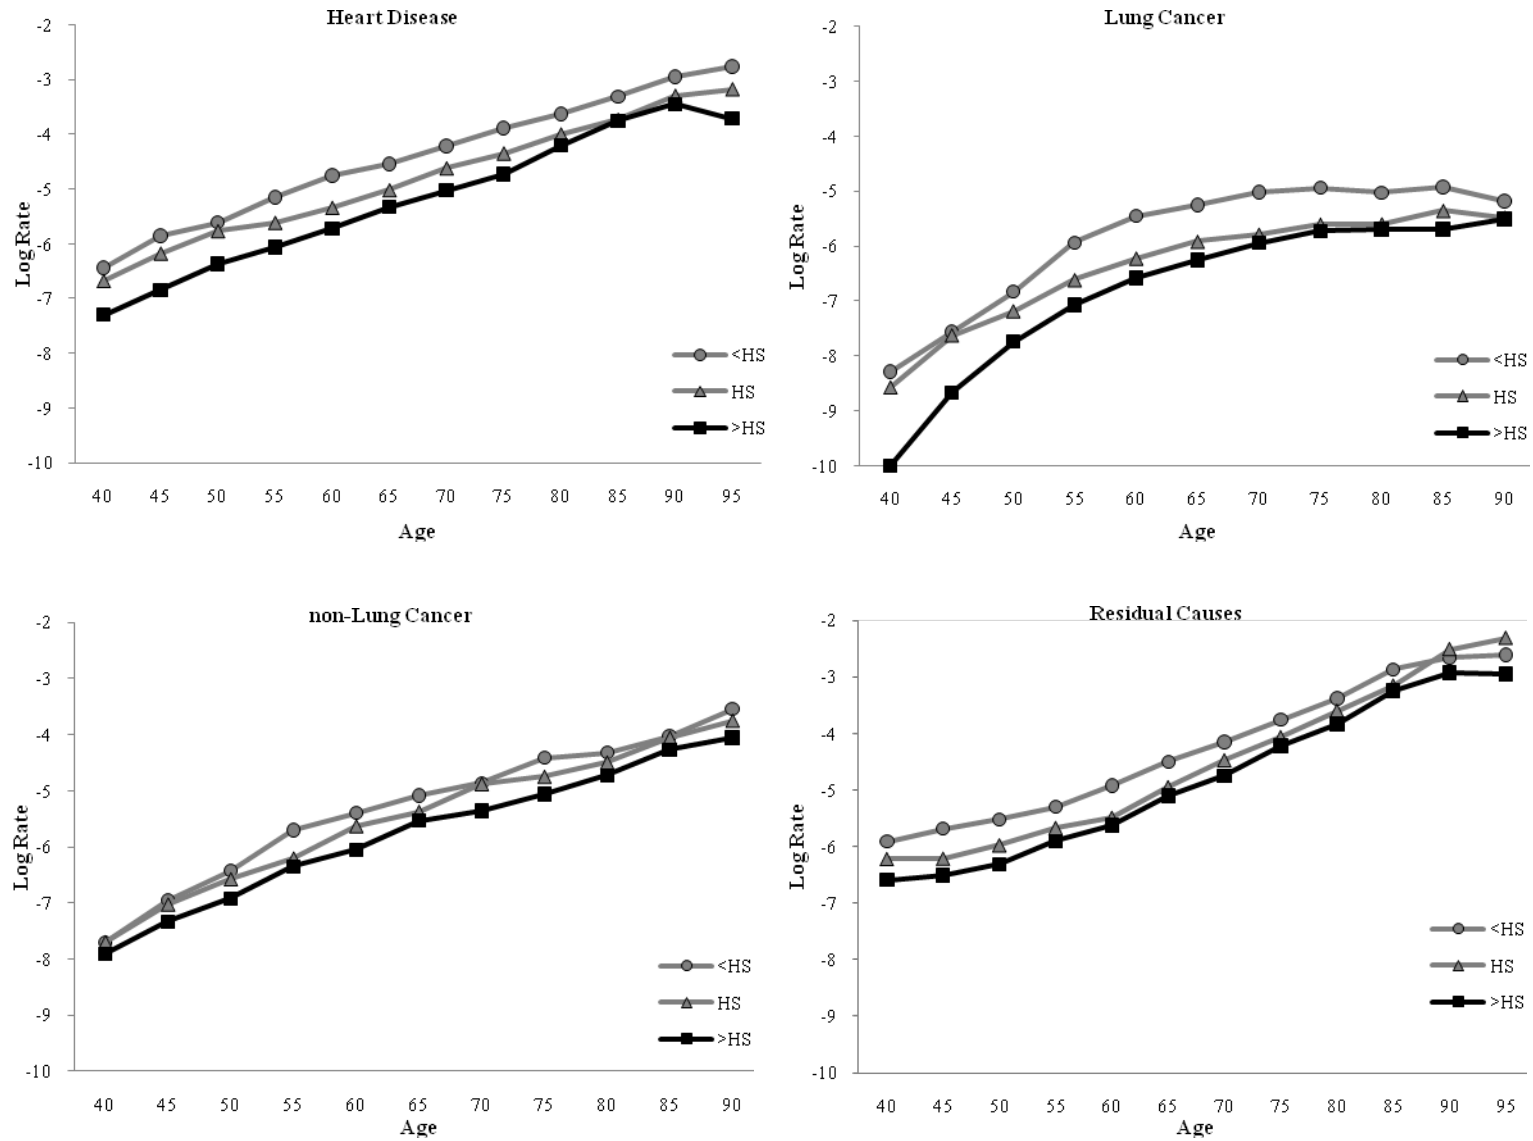 Heart Disease
-2
-3
-4
-5
-6
-7
-8
-9
-10
Log Rate
40 45 50 55 60 65 70 75 80 85 90 95
Age
<HS
HS
>HS
Lung Cancer
-2
-3
-4
-5
-6
-7
-8
-9
-10
Log Rate
40 45 50 55 60 65 70 75 80 85 90
Age
<HS
HS
>HS
non-Lung Cancer
-2
-3
-4
-5
-6
-7
-8
-9
-10
Log Rate
40 45 50 55 60 65 70 75 80 85 90
Age
<HS
HS
>HS
Residual Causes
-2
-3
-4
-5
-6
-7
-8
-9
-10
Log Rate
40 45 50 55 60 65 70 75 80 85 90 95
Age
<HS
HS
>HS